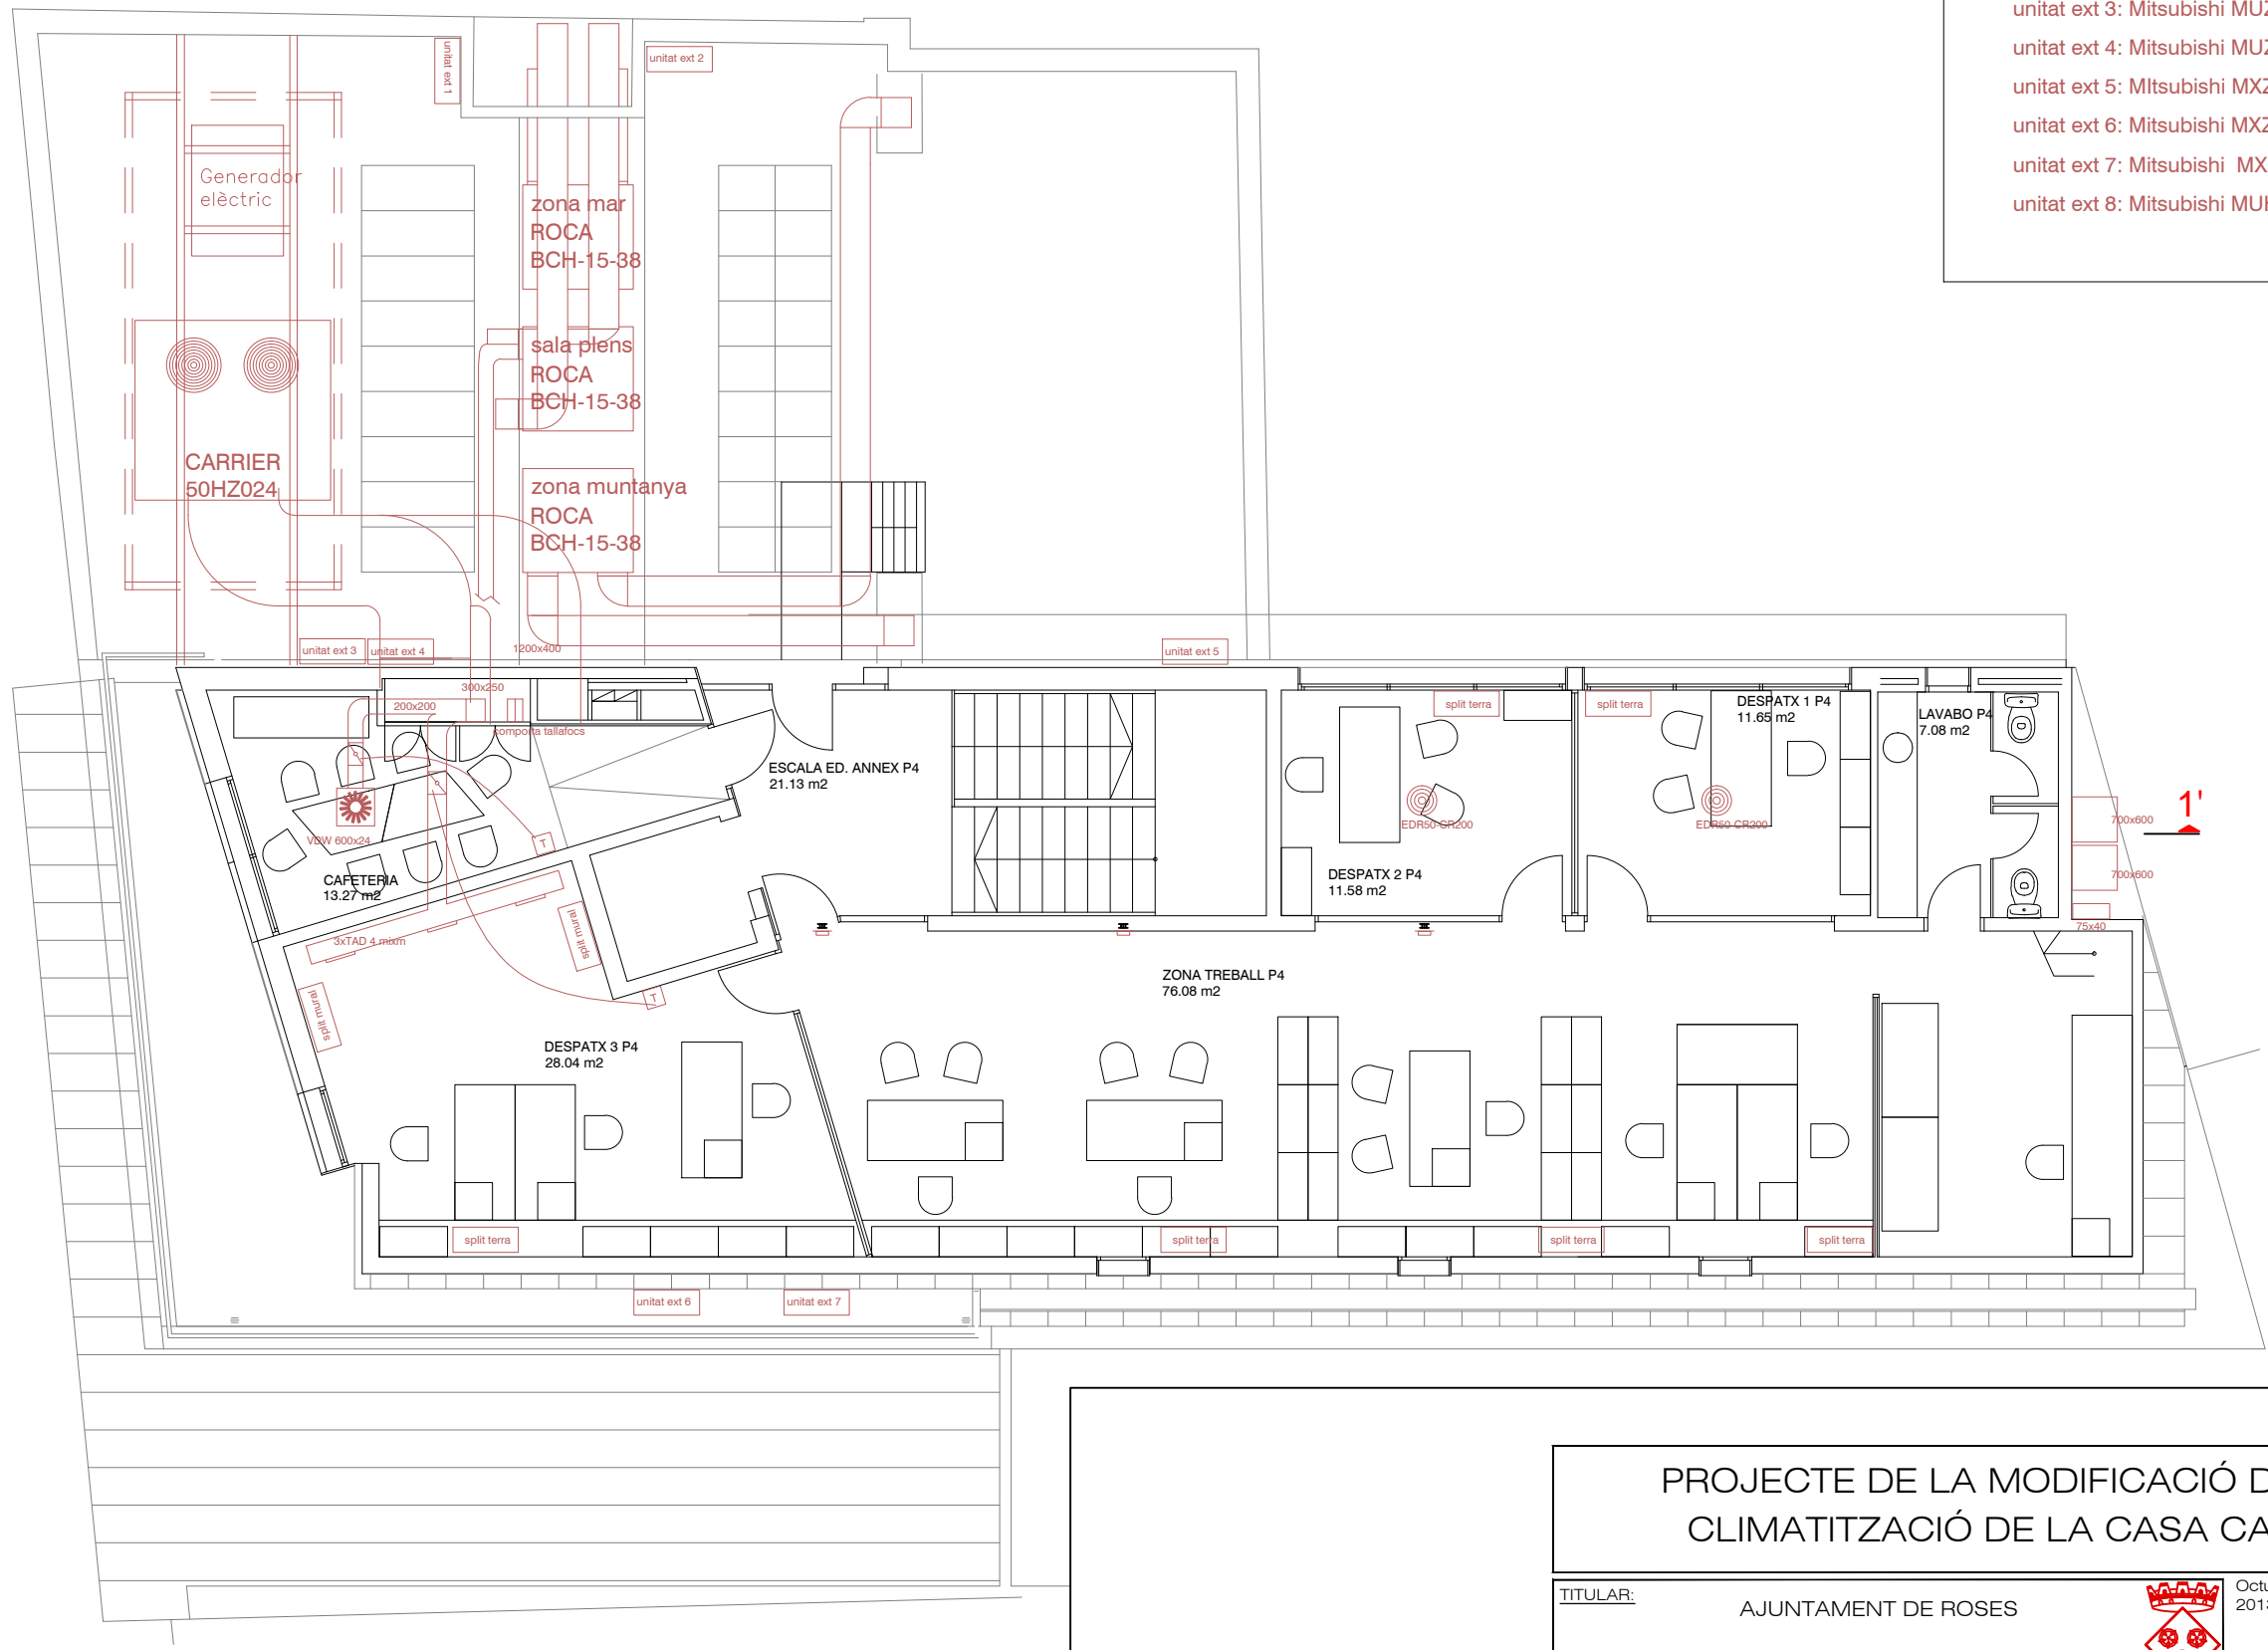 unitat ext 3: Mitsubishi MUZ
unitat ext 4: Mitsubishi MUZ
unitat ext 5: MItsubishi MXZ
unitat ext 6: Mitsubishi MXZ
unitat ext 7: Mitsubishi MX
unitat ext 8: Mitsubishi MUH
unitat ext 1
unitat ext 2
Generador
elèctric
zona mar
ROCA
BCH-15-38
sala plens
ROCA
BCH-15-38
CARRIER
50HZ024
zona muntanya
ROCA
BCH-15-38
unitat ext 3
unitat ext 4
1200x400
unitat ext 5
300x250
200x200
comporta tallafocs
split terra
split terra
DESPATX 1 P4
11.65 m2
LAVABO P4
7.08 m2
ESCALA ED. ANNEX P4
21.13 m2
1'
700x600
EDR50-CR200
EDR50-CR200
VDW 600x24
T
CAFETERIA
13.27 m2
DESPATX 2 P4
11.58 m2
700x600
75x40
3xTAD 4 mixm
split mural
split mural
T
ZONA TREBALL P4
76.08 m2
DESPATX 3 P4
28.04 m2
split terra
split terra
split terra
split terra
unitat ext 6
unitat ext 7
PROJECTE DE LA MODIFICACIÓ D
CLIMATITZACIÓ DE LA CASA CA
TITULAR:
AJUNTAMENT DE ROSES
Octu
2013